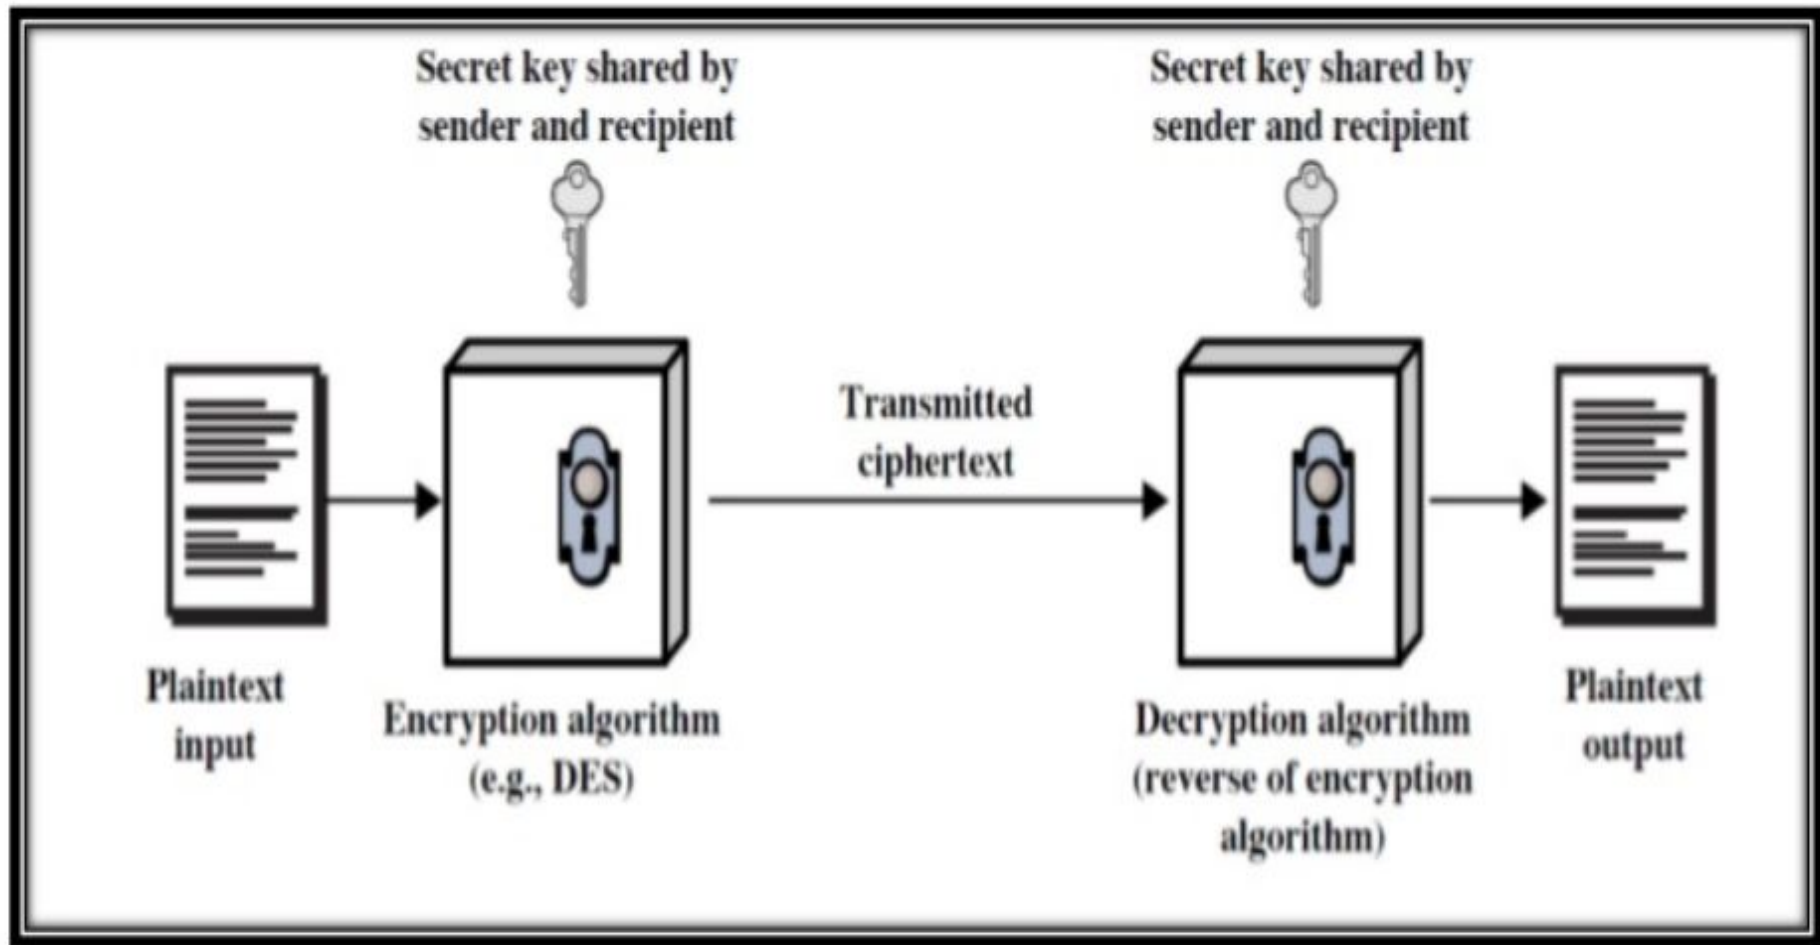 Secret key shared by
sender and recipient
Secret key shared by
sender and recipient
Transmitted
ciphertext
Plaintext
input
Encryption algorithm
(e.g., DES)
Decryption algorithm
(reverse of encryption
algorithm)
Plaintext
output